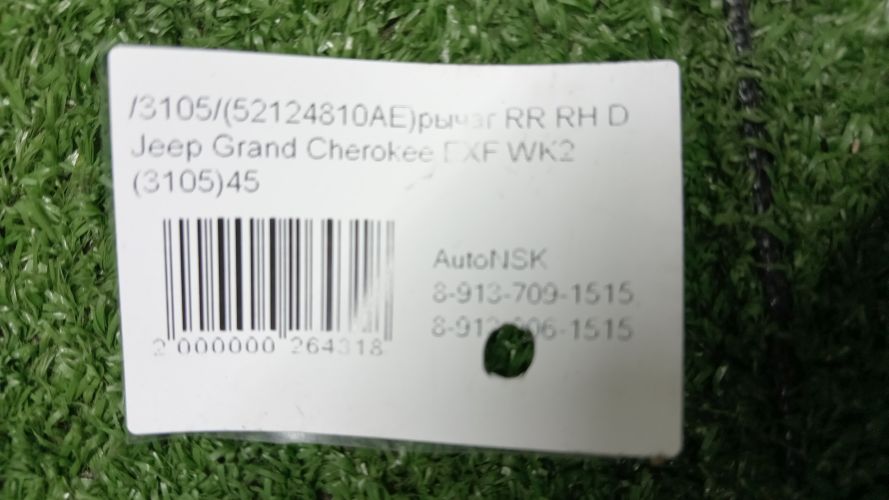 /3105/(52124810AE)рычаг RR RH D
Jeep Grand Cherokee EXF WK2
(3105)45
AutoNSK
8-913-709-1515
2 000000 264318